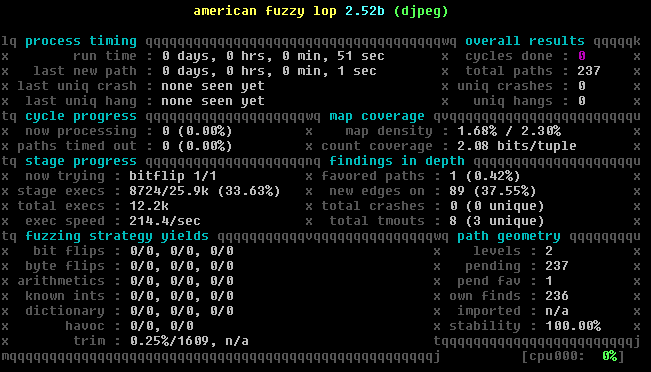 american fuzzy lop 2.52b (djpeg)
lq process timing qqqqqqqqqqqqqqqqqqqqqqqqqqqqqqqqqqqqqwq overall results qqqqqk
x run time : 0 days, 0 hrs, 0 min, 51 sec x cycles done : 0 x
x last new path : 0 days, 0 hrs, 0 min, 1 sec x total paths : 237 x
x last uniq crash : none seen yet x uniq crashes : 0 x
x last uniq hang : none seen yet x uniq hangs : 0 x
tq cycle progress qqqqqqqqqqqqqqqqqqqqwq map coverage qvqqqqqqqqqqqqqqqqqqqqqqqu
x now processing : 0 (0.00%) x map density : 1.68% / 2.30% x
x paths timed out : 0 (0.00%) x count coverage : 2.08 bits/tuple x
tq stage progress qqqqqqqqqqqqqqqqqqqqnq findings in depth qqqqqqqqqqqqqqqqqqqqu
x now trying : bitflip 1/1 x favored paths : 1 (0.42%) x
x stage execs : 8724/25.9k (33.63%) x new edges on : 89 (37.55%) x
x total execs : 12.2k x total crashes : 0 (0 unique) x
x exec speed : 214.4/sec x total tmouts : 8 (3 unique) x
tq fuzzing strategy yields qqqqqqqqqqqvqqqqqqqqqqqqqqqwq path geometry qqqqqqqqu
x bit flips : 0/0, 0/0, 0/0 x levels : 2 x
x byte flips : 0/0, 0/0, 0/0 x pending : 237 x
x arithmetics : 0/0, 0/0, 0/0 x pend fav : 1 x
x known ints : 0/0, 0/0, 0/0 x own finds : 236 x
x dictionary : 0/0, 0/0, 0/0 x imported : n/a x
x havoc : 0/0, 0/0 x stability : 100.00% x
x trim : 0.25%/1609, n/a tqqqqqqqqqqqqqqqqqqqqqqqqj
mqqqqqqqqqqqqqqqqqqqqqqqqqqqqqqqqqqqqqqqqqqqqqqqqqqqqqj [cpu000: 0%]